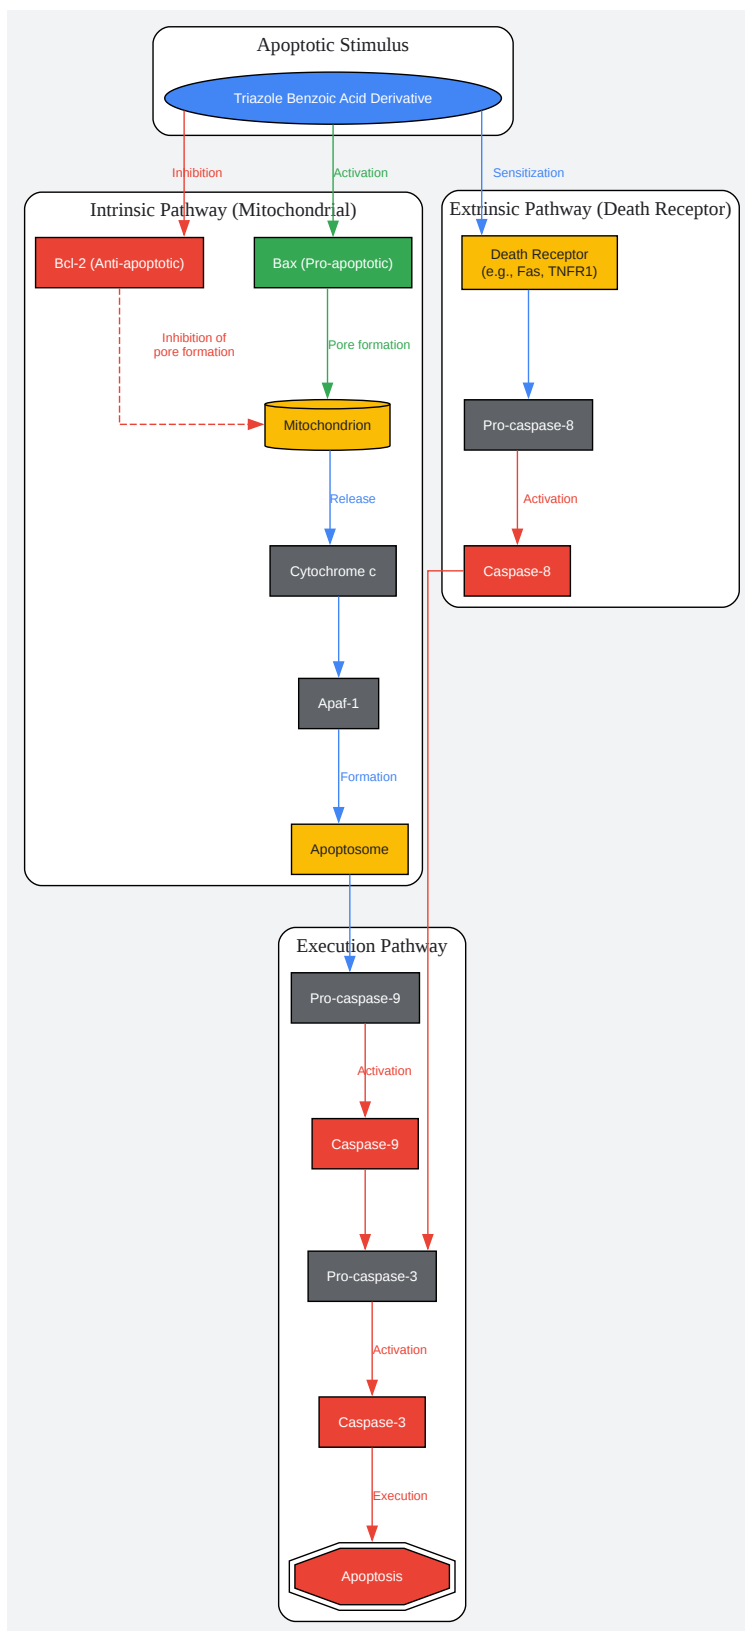 Apoptotic Stimulus
Triazole Benzoic Acid Derivative
Inhibition
Activation
Sensitization
Intrinsic Pathway (Mitochondrial)
Extrinsic Pathway (Death Receptor)
Bcl-2 (Anti-apoptotic)
Bax (Pro-apoptotic)
Death Receptor
(e.g., Fas, TNFR1)
Inhibition of
pore formation
Pore formation
Mitochondrion
Pro-caspase-8
Release
Activation
Cytochrome c
Caspase-8
Apaf-1
Formation
Apoptosome
Execution Pathway
Pro-caspase-9
Activation
Caspase-9
Pro-caspase-3
Activation
Caspase-3
Execution
Apoptosis